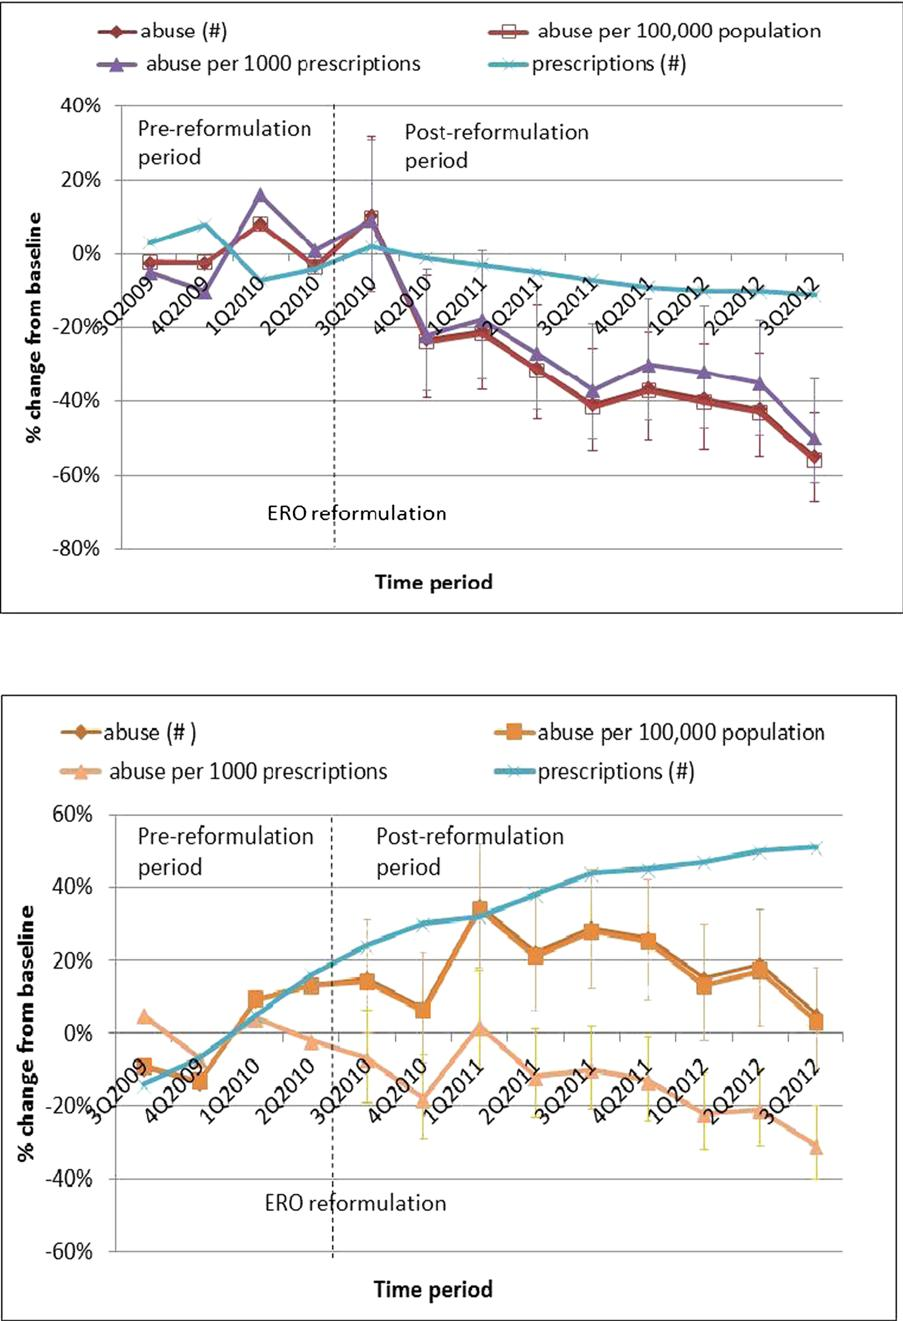 abuse (#)
abuse per 100,000 population
abuse per 1000 prescriptions
prescriptions (#)
40%
20%
0%
-20%
-40%
-60%
-80%
% change from baseline
Pre-reformulation
period
Post-reformulation
period
3Q2009
4Q2009
1Q2010
2Q2010
3Q2010
4Q2010
1Q2011
2Q2011
3Q2011
4Q2011
1Q2012
2Q2012
3Q2012
ERO reformulation
Time period
abuse (# )
abuse per 100,000 population
abuse per 1000 prescriptions
prescriptions (#)
60%
40%
20%
0%
-20%
-40%
-60%
% change from baseline
Pre-reformulation
period
Post-reformulation
period
3Q2009
4Q2009
1Q2010
2Q2010
3Q2010
4Q2010
1Q2011
2Q2011
3Q2011
4Q2011
1Q2012
2Q2012
3Q2012
ERO reformulation
Time period